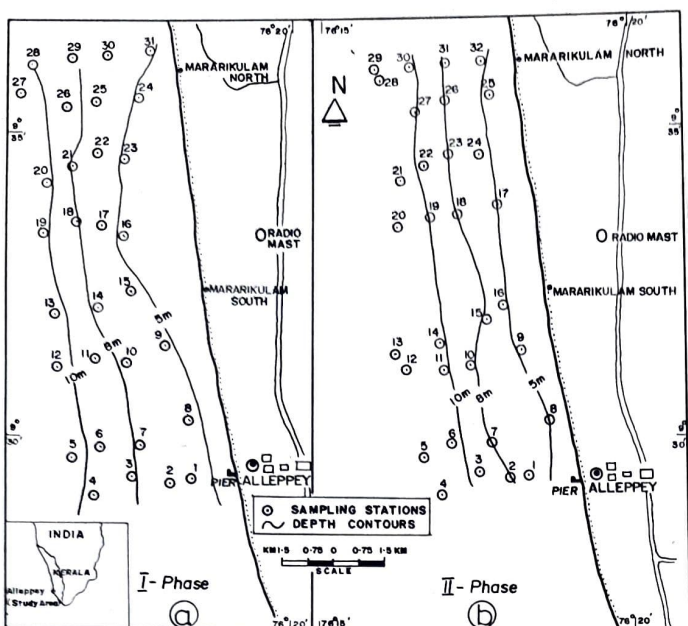 76° 20'
76° 15'
28
29
30
31
MARARIKULAM
NORTH
27
26
25
24
9°
35'
22
23
21
20
18
17
19
16
RADIO
MAST
15
MARARIKULAM
SOUTH
14
13
5m
9
8m
11
12
10
10m
8
9°
30'
7
6
5
3
2
1
4
PIER
ALLEPPEY
N
29
30
31
32
MARARIKULAM NORTH
28
26
25
27
9°
35'
23
24
22
21
17
18
19
20
RADIO MAST
MARARIKULAM SOUTH
16
15
14
13
9
12
11
10
5m
8m
10m
8
9°
30'
7
6
5
3
2
1
4
PIER
ALLEPPEY
SAMPLING STATIONS
DEPTH CONTOURS
KM 1·5 0·75 0 0·75 1·5 KM
SCALE
INDIA
KERALA
Alleppey
(Study Area)
I - Phase
a
II - Phase
b
76° 20'
76° 20'